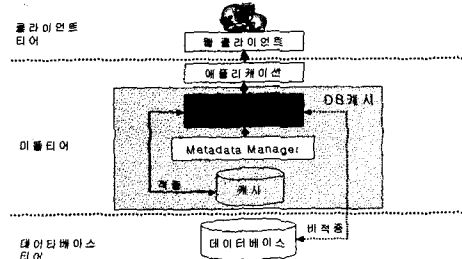 클라이언트
티어
웹 클라이언트
애플리케이션
DB캐시
미들티어
Metadata Manager
적중
캐시
비적중
데이터베이스
데이터베이스
티어